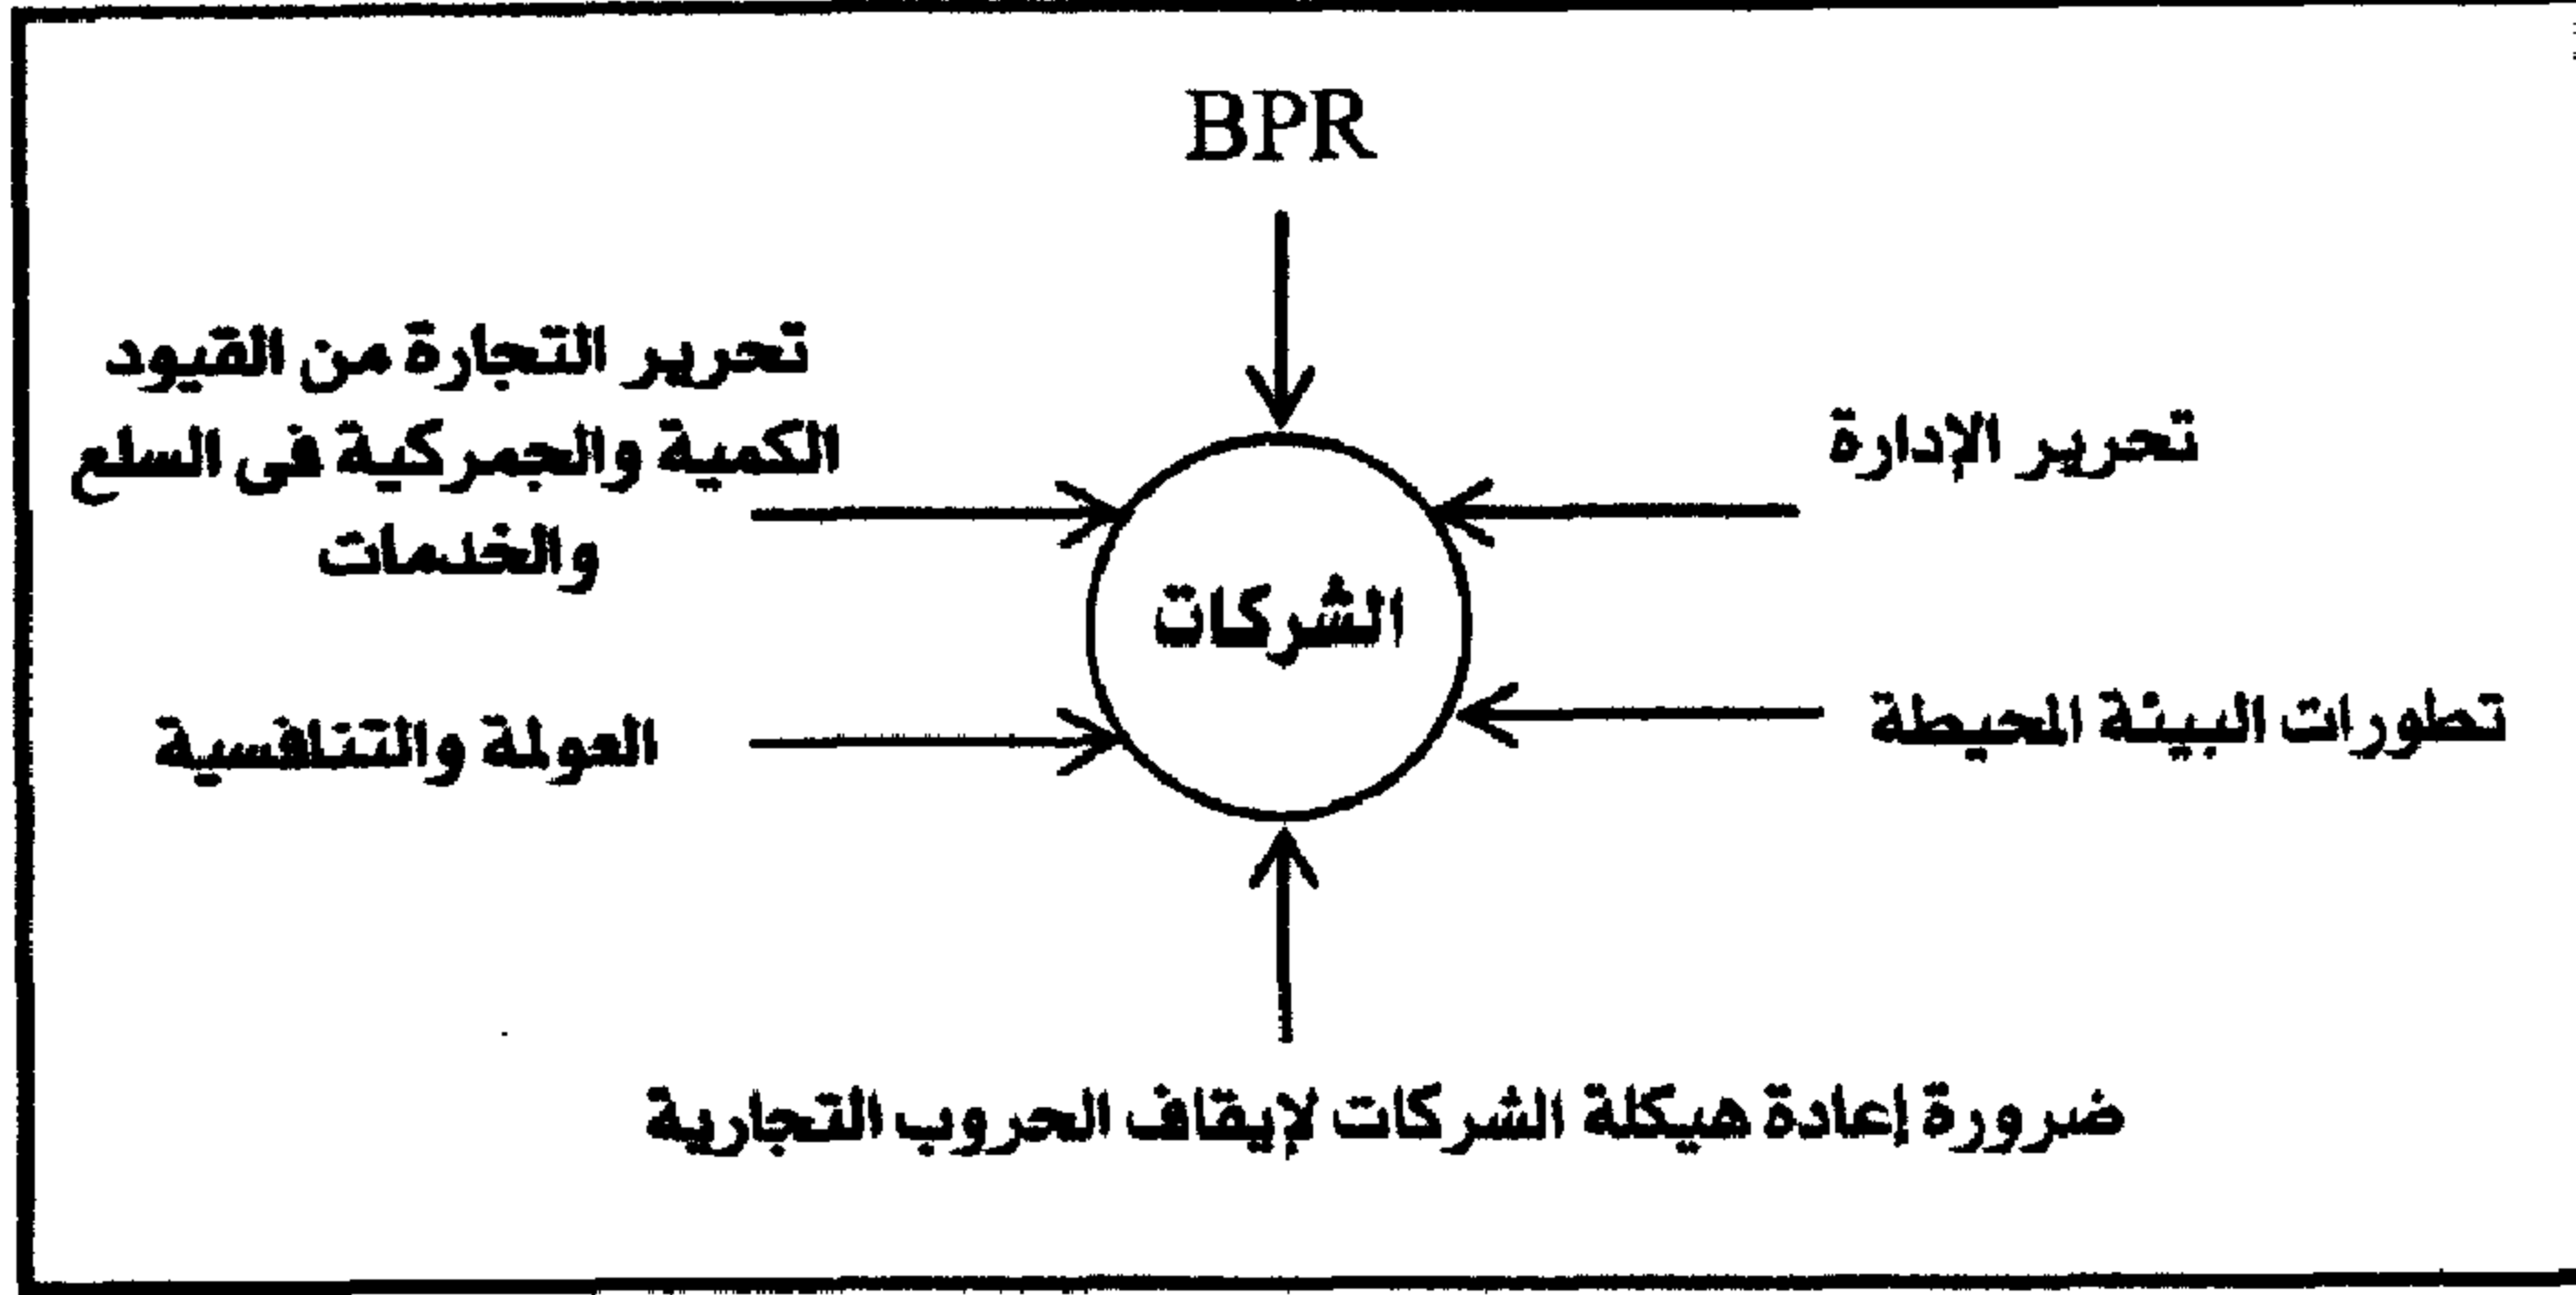 BPR
تحرير الإدارة
تحرير التجارة من القيود
الكمية والجمركية فى السلع
والخدمات
الشركات
تطورات البيئة المحيطة
العولمة والتنافسية
ضرورة إعادة هيكلة الشركات لإيقاف الحروب التجارية